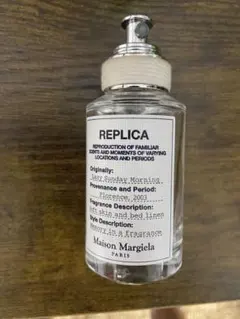 REPLICA
REPRODUCTION OF FAMILIAR
SCENTS AND MOMENTS OF VARYING
LOCATIONS AND PERIODS
Originally:
Lazy Sunday Morning
Provenance and Period:
Florence, 2003
Fragrance Description:
Soft skin and bed linen
Style Description:
Memory in a fragrance
Maison Margiela
PARIS